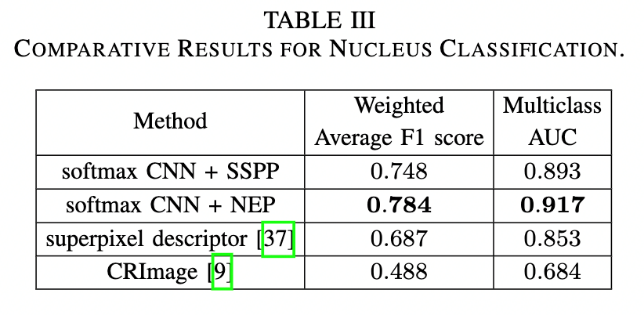 TABLE III
COMPARATIVE RESULTS FOR NUCLEUS CLASSIFICATION.
Method Weighted Average F1 score Multiclass AUC
softmax CNN + SSPP 0.748 0.893
softmax CNN + NEP 0.784 0.917
superpixel descriptor [37] 0.687 0.853
CRImage [9] 0.488 0.684